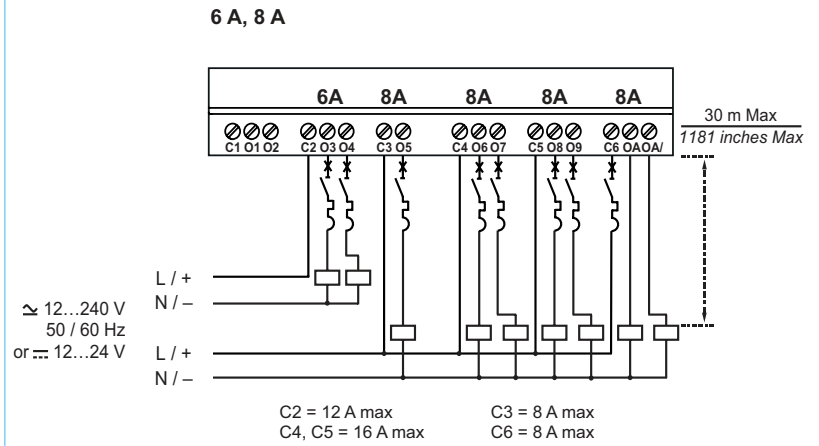 6 A, 8 A
6A 8A 8A 8A 8A
30 m Max
1181 inches Max
C1 O1 O2 C2 O3 O4 C3 O5 C4 O6 O7 C5 O8 O9 C6 OA OA/
L / +
N / –
≃ 12...240 V
50 / 60 Hz
or ⎓ 12...24 V
L / +
N / –
C2 = 12 A max
C4, C5 = 16 A max
C3 = 8 A max
C6 = 8 A max